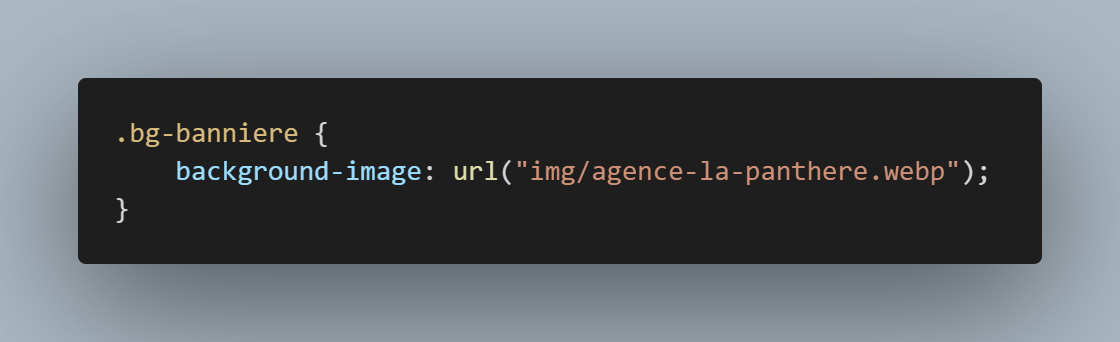 .bg-banniere {
    background-image: url("img/agence-la-panthere.webp");
}